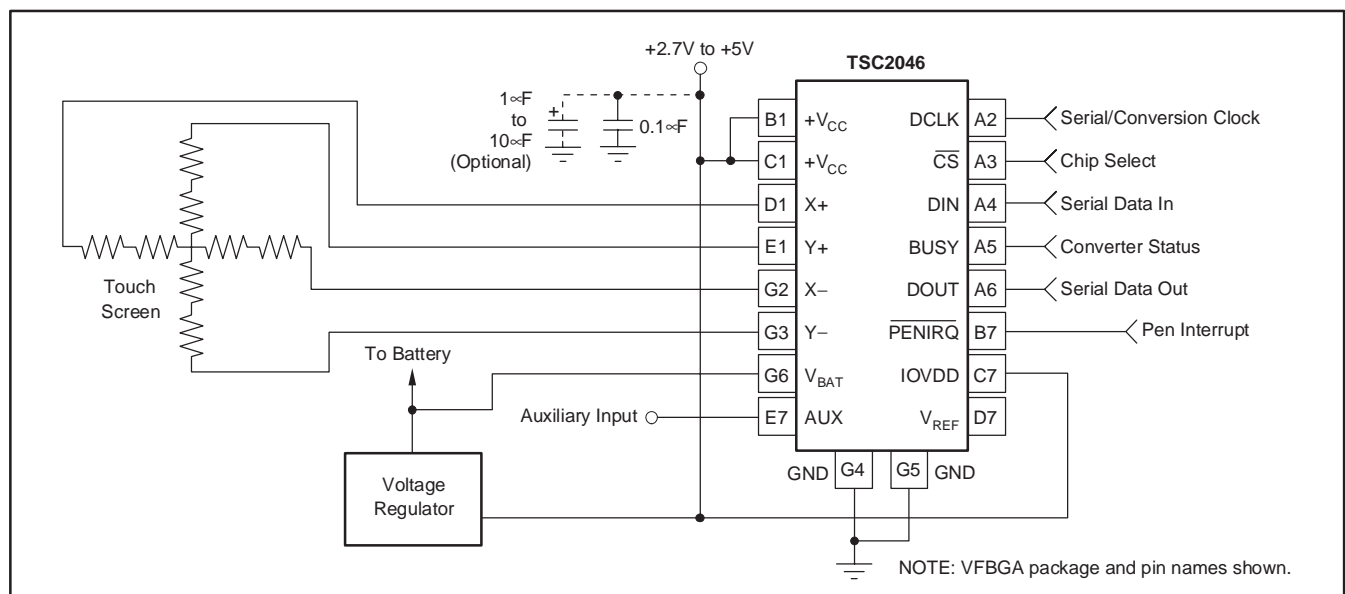 +2.7V to +5V
TSC2046
1∝F
to
10∝F
(Optional)
+
0.1∝F
B1 +VCC
C1 +VCC
D1 X+
E1 Y+
G2 X−
G3 Y−
G6 VBAT
E7 AUX
DCLK A2 Serial/Conversion Clock
CS A3 Chip Select
DIN A4 Serial Data In
BUSY A5 Converter Status
DOUT A6 Serial Data Out
PENIRQ B7 Pen Interrupt
IOVDD C7
VREF D7
Touch
Screen
To Battery
Auxiliary Input
Voltage
Regulator
GND G4 G5 GND
NOTE: VFBGA package and pin names shown.